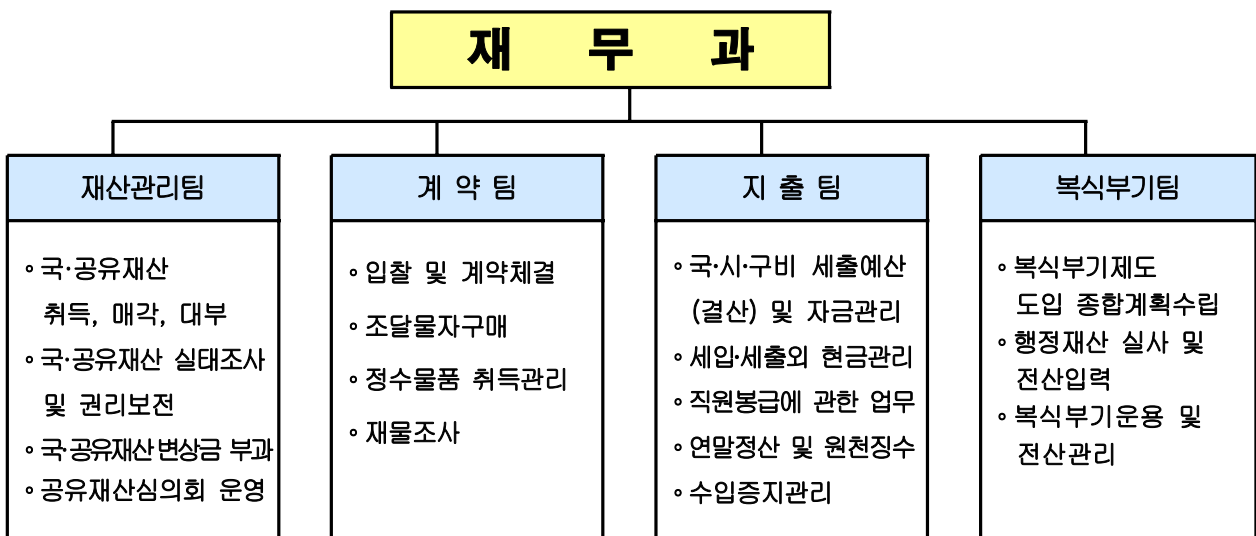 재 무 과
재산관리팀
∘국·공유재산
취득, 매각, 대부
∘국·공유재산 실태조사
및 권리보전
∘국·공유재산 변상금 부과
∘공유재산심의회 운영
계 약 팀
∘입찰 및 계약체결
∘조달물자구매
∘정수물품 취득관리
∘재물조사
지 출 팀
∘국·시·구비 세출예산
(결산) 및 자금관리
∘세입·세출외 현금관리
∘직원봉급에 관한 업무
∘연말정산 및 원천징수
∘수입증지관리
복식부기팀
∘복식부기제도
도입 종합계획수립
∘행정재산 실사 및
전산입력
∘복식부기운용 및
전산관리